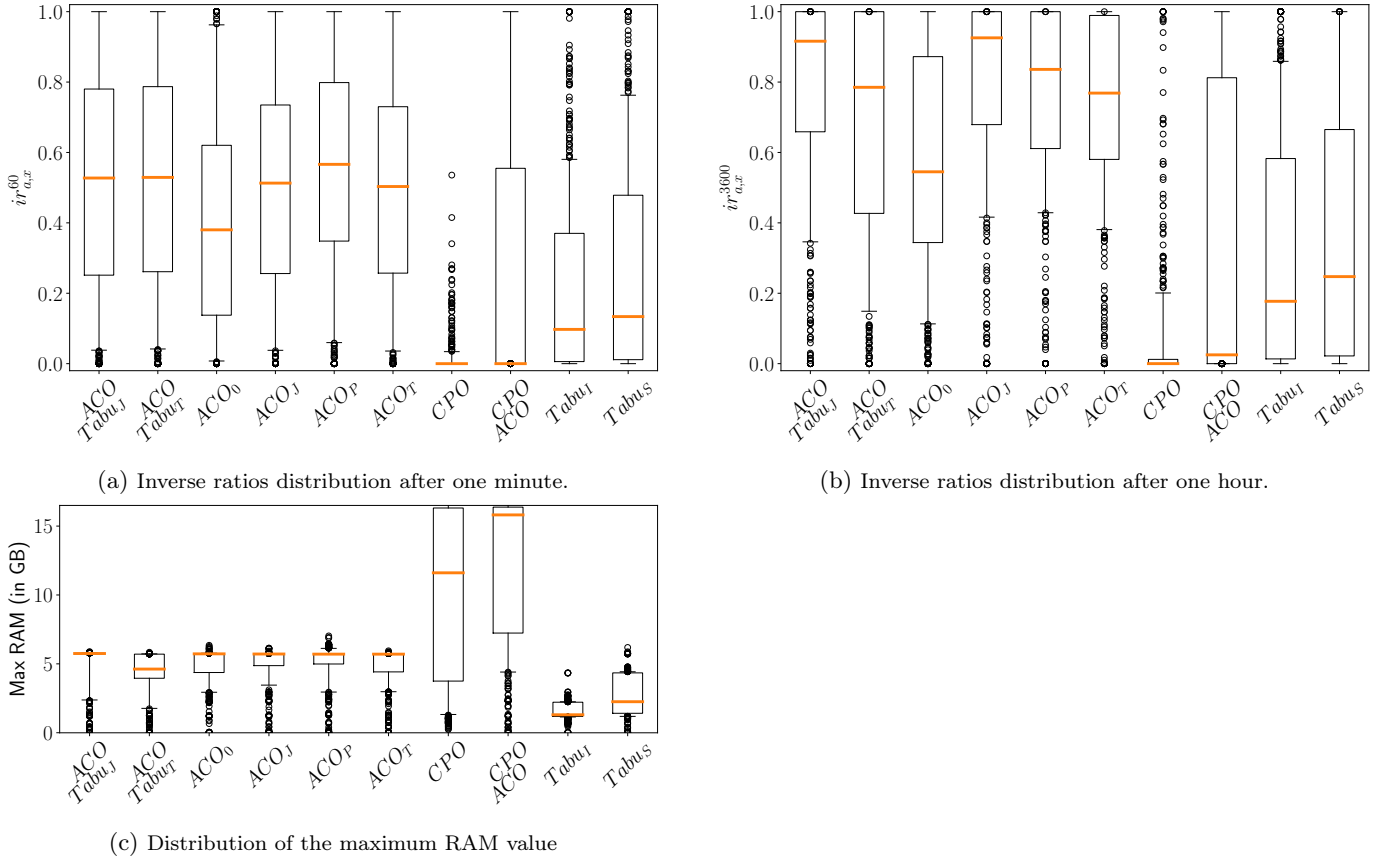 1.0
0.8
0.6
0.4
0.2
0.0
ir^{60}_{a,x}
ACO Tabu_J
ACO Tabu_T
ACO_0
ACO_J
ACO_P
ACO_T
CPO
CPO ACO
Tabu_I
Tabu_S
(a) Inverse ratios distribution after one minute.
1.0
0.8
0.6
0.4
0.2
0.0
ir^{3600}_{a,x}
ACO Tabu_J
ACO Tabu_T
ACO_0
ACO_J
ACO_P
ACO_T
CPO
CPO ACO
Tabu_I
Tabu_S
(b) Inverse ratios distribution after one hour.
15
10
5
0
Max RAM (in GB)
ACO Tabu_J
ACO Tabu_T
ACO_0
ACO_J
ACO_P
ACO_T
CPO
CPO ACO
Tabu_I
Tabu_S
(c) Distribution of the maximum RAM value